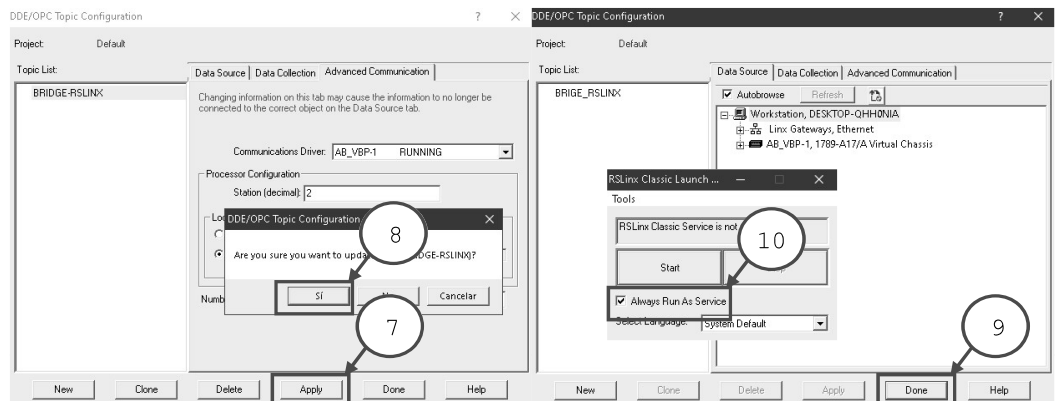 DDE/OPC Topic Configuration ? ×
Project: Default
Topic List:
BRIDGE-RSLINX
Data Source Data Collection Advanced Communication
Changing information on this tab may cause the information to no longer be
connected to the correct object on the Data Source tab.
Communications Driver: AB_VBP-1 RUNNING
Processor Configuration
Station (decimal): 2
DDE/OPC Topic Configuration ×
8
Are you sure you want to
Sí
Cancelar
7
New Clone Delete Apply Done Help
DDE/OPC Topic Configuration ? ×
Project: Default
Topic List:
BRIGE_RSLINX
Data Source Data Collection Advanced Communication
Autobrowse Refresh
Workstation, DESKTOP-QHH0NIA
Linx Gateways, Ethernet
AB_VBP-1, 1789-A17/A Virtual Chassis
RSLinx Classic Launch ... — □ ×
Tools
RSLinx Classic Service is not
10
Start
Always Run As Service
Select Language: System Default
9
New Clone Delete Apply Done Help